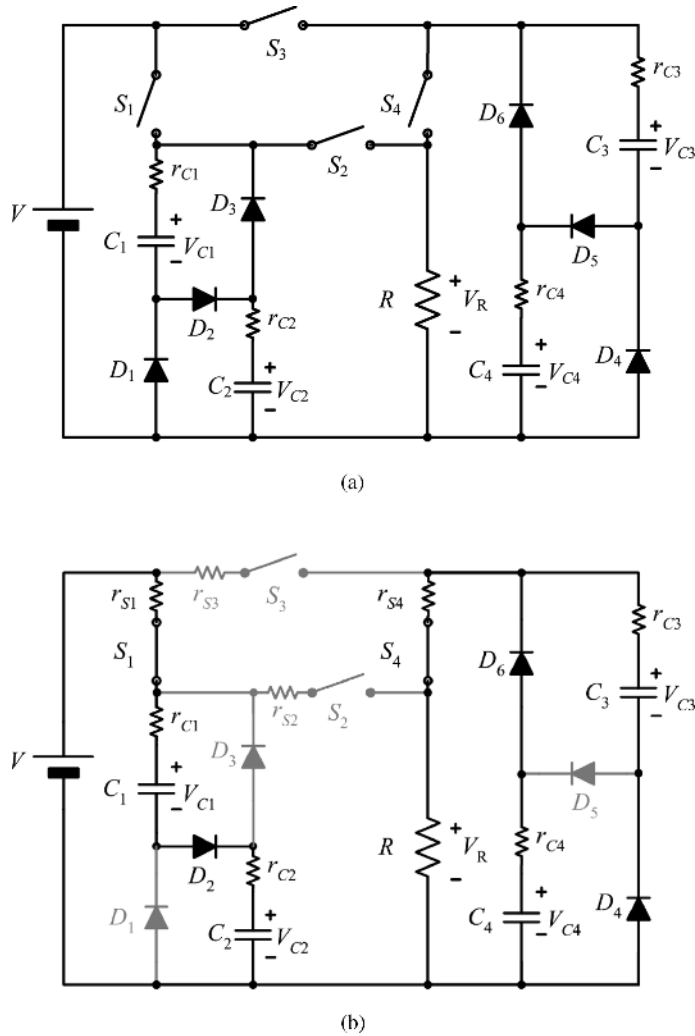 S3
S1
S4
rC3
D6
C3
+
VC3
−
S2
rC1
D3
V
C1
+
VC1
−
D5
D2
rC2
R
+
VR
−
rC4
D1
C2
+
VC2
−
C4
+
VC4
−
D4
(a)
rS1
rS3
S3
rS4
rC3
S1
S4
D6
C3
+
VC3
−
rC1
rS2
S2
D3
V
C1
+
VC1
−
D5
D2
rC2
R
+
VR
−
rC4
D1
C2
+
VC2
−
C4
+
VC4
−
D4
(b)